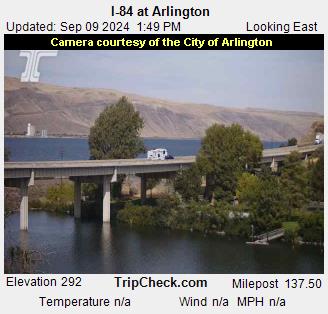 I-84 at Arlington
Updated: Sep 09 2024 1:49 PM Looking East
Camera courtesy of the City of Arlington
Elevation 292 TripCheck.com Milepost 137.50
Temperature n/a Wind n/a MPH n/a